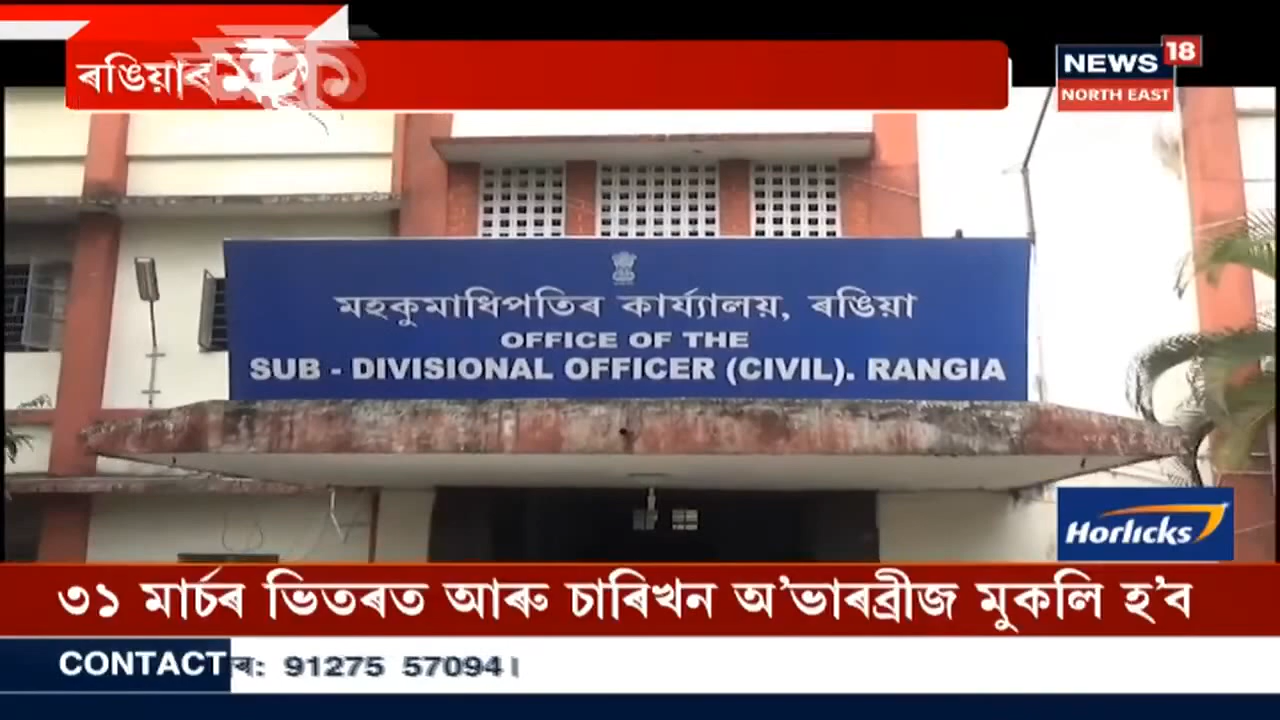 ৰঙিয়াৰ
NEWS 18
NORTH EAST
মহকুমাধিপতিৰ কাৰ্য্যালয়, ৰঙিয়া
OFFICE OF THE
SUB - DIVISIONAL OFFICER (CIVIL). RANGIA
Horlicks
৩১ মাৰ্চৰ ভিতৰত আৰু চাৰিখন অ'ভাৰব্ৰীজ মুকলি হ'ব
CONTACT
91275 57094।